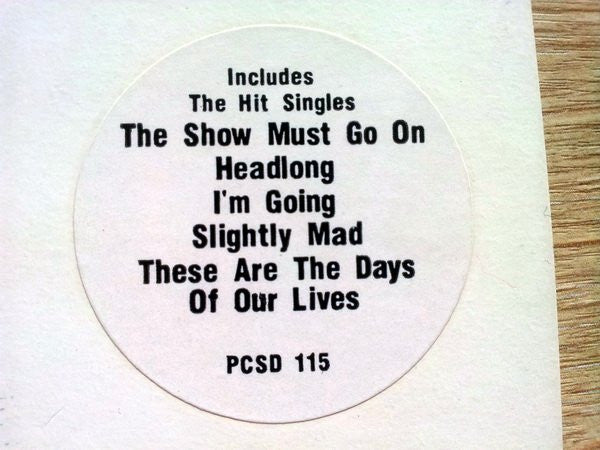 Includes
The Hit Singles
The Show Must Go On
Headlong
I'm Going
Slightly Mad
These Are The Days
Of Our Lives
PCSD 115